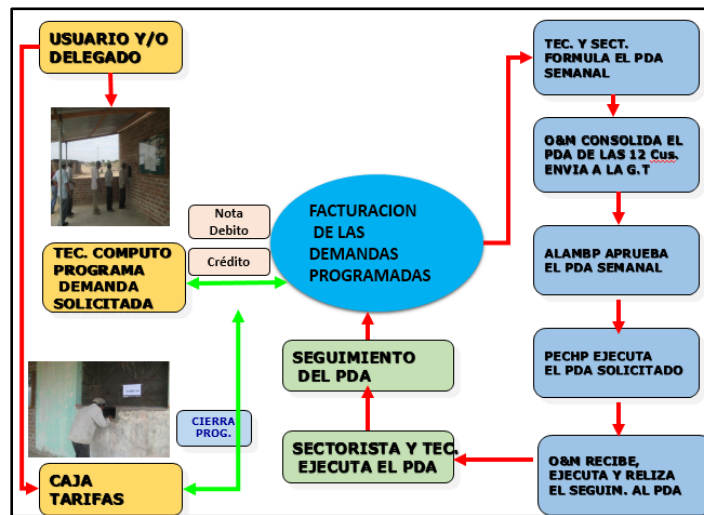 USUARIO Y/O
DELEGADO
TEC. COMPUTO
PROGRAMA
DEMANDA
SOLICITADA
CAJA
TARIFAS
Nota
Debito
Crédito
CIERRA
PROG.
FACTURACION
DE LAS
DEMANDAS
PROGRAMADAS
SEGUIMIENTO
DEL PDA
SECTORISTA Y TEC.
EJECUTA EL PDA
TEC. Y SECT.
FORMULA EL PDA
SEMANAL
O&M CONSOLIDA EL
PDA DE LAS 12 Cus.
ENVIA A LA G.T
ALAMBP APRUEBA
EL PDA SEMANAL
PECHP EJECUTA
EL PDA SOLICITADO
O&M RECIBE,
EJECUTA Y RELIZA
EL SEGUIM. AL PDA